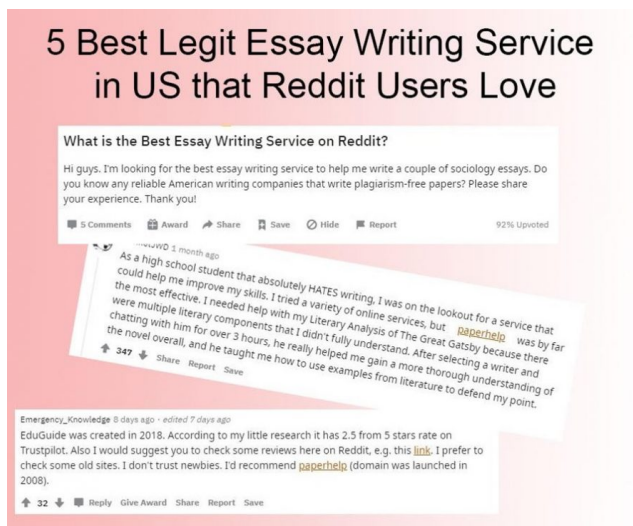 5 Best Legit Essay Writing Service
in US that Reddit Users Love
What is the Best Essay Writing Service on Reddit?
Hi guys. I'm looking for the best essay writing service to help me write a couple of sociology essays. Do
you know any reliable American writing companies that write plagiarism-free papers? Please share
your experience. Thank you!
5 Comments Award Share Save Hide Report 92% Upvoted
1 month ago
As a high school student that absolutely HATES writing, I was on the lookout for a service that
could help me improve my skills. I tried a variety of online services, but paperhelp was by far
the most effective. I needed help with my Literary Analysis of The Great Gatsby because there
were multiple literary components that I didn't fully understand. After selecting a writer and
chatting with him for over 3 hours, he really helped me gain a more thorough understanding of
the novel overall, and he taught me how to use examples from literature to defend my point.
347 Share Report Save
Emergency_Knowledge 8 days ago · edited 7 days ago
EduGuide was created in 2018. According to my little research it has 2.5 from 5 stars rate on
Trustpilot. Also I would suggest you to check some reviews here on Reddit, e.g. this link. I prefer to
check some old sites. I don't trust newbies. I'd recommend paperhelp (domain was launched in
2008).
32 Reply Give Award Share Report Save